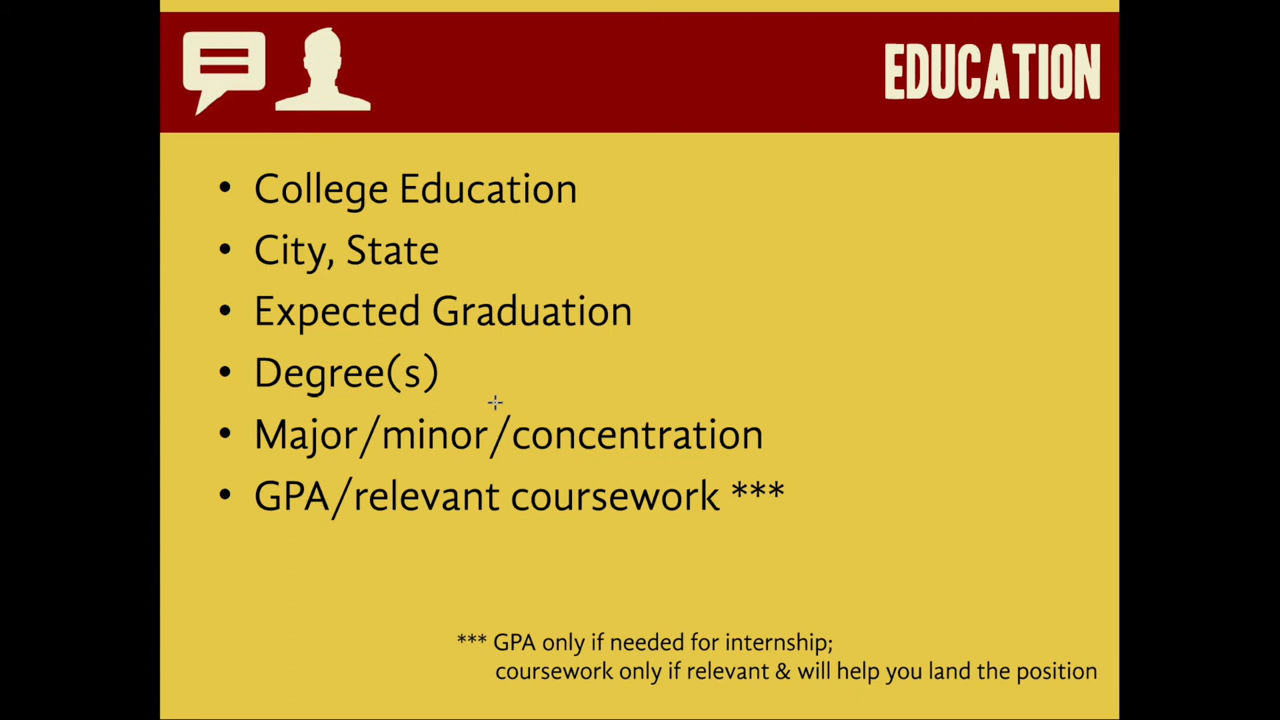 EDUCATION
• College Education
• City, State
• Expected Graduation
• Degree(s)
• Major/minor/concentration
• GPA/relevant coursework ***
*** GPA only if needed for internship;
coursework only if relevant & will help you land the position